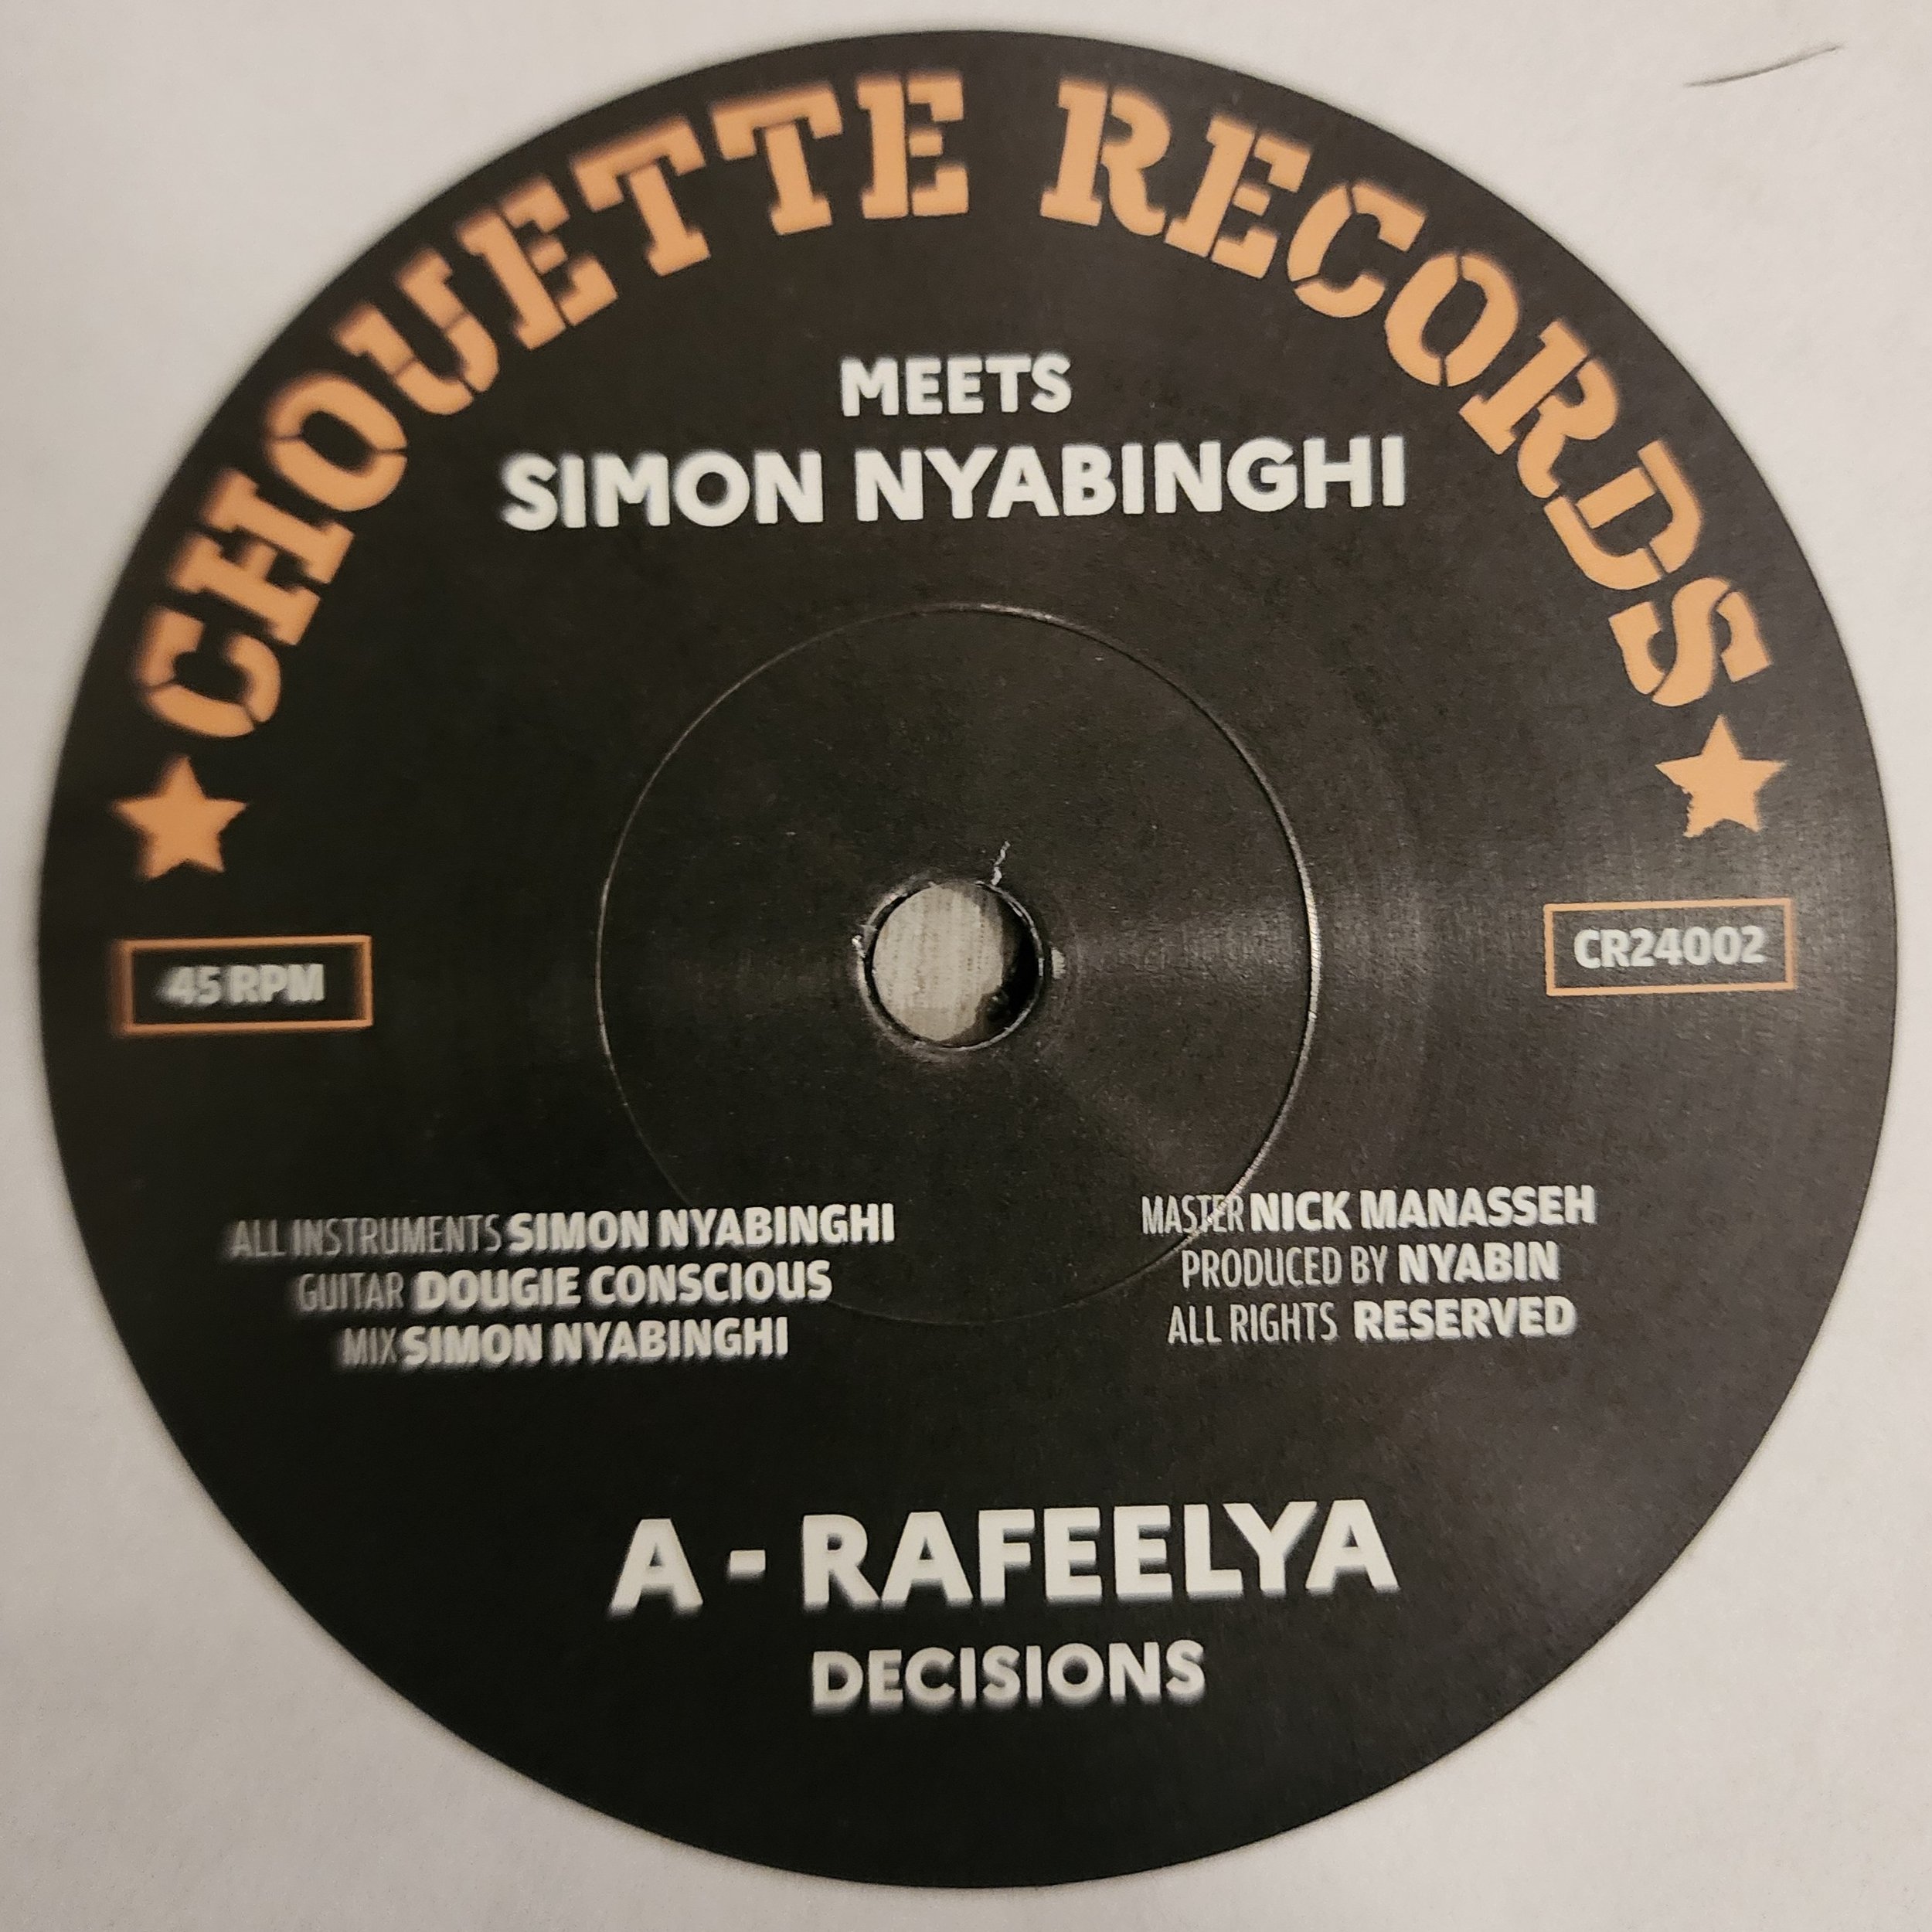 CHOUETTE RECORDS
MEETS
SIMON NYABINGHI
45 RPM
CR24002
ALL INSTRUMENTS SIMON NYABINGHI
GUITAR DOUGIE CONSCIOUS
MIX SIMON NYABINGHI
MASTER NICK MANASSEH
PRODUCED BY NYABIN
ALL RIGHTS RESERVED
A - RAFEELYA
DECISIONS